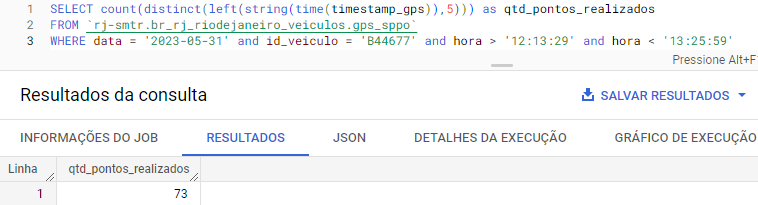 1 SELECT count(distinct(left(string(time(timestamp_gps)),5))) as qtd_pontos_realizados
2 FROM `rj-smtr.br_rj_riodejaneiro_veiculos.gps_sppo`
3 WHERE data = '2023-05-31' and id_veiculo = 'B44677' and hora > '12:13:29' and hora < '13:25:59'
Pressione Alt+F
Resultados da consulta
SALVAR RESULTADOS
INFORMAÇÕES DO JOB RESULTADOS JSON DETALHES DA EXECUÇÃO GRÁFICO DE EXECUÇÃO
Linha qtd_pontos_realizados
1 73